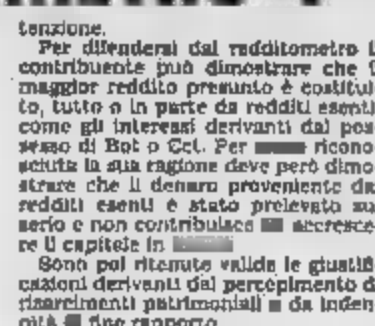 tenzione.
Per difendersi dal redditometro i
contribuente può dimostrare che i
maggior reddito presunto è costitui
to, tutto o in parte da redditi esenti
come gli interessi derivanti dal pos
sesso di Bot o Cct. Per ricono
sciuta la sua ragione deve però dimo
strare che il denaro proveniente da
redditi esenti è stato prelevato su
serio e non contribuisce accresce
re il capitale in
Sono poi ritenute valide le giustifi
cazioni derivanti dal percepimento d
risarcimenti patrimoniali da inden
nità fine rapporto